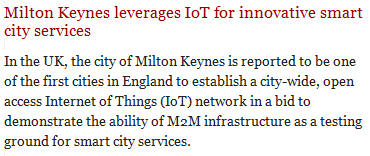 Milton Keynes leverages IoT for innovative smart
city services
In the UK, the city of Milton Keynes is reported to be one
of the first cities in England to establish a city-wide, open
access Internet of Things (IoT) network in a bid to
demonstrate the ability of M2M infrastructure as a testing
ground for smart city services.